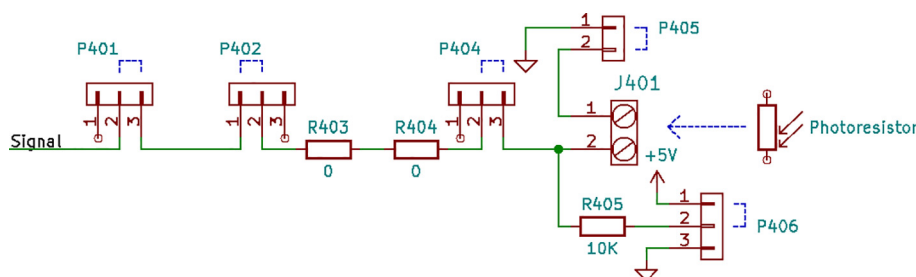 P401
P402
P404
P405
1
2
J401
1 2 3
1 2 3
1 2 3
1
2
Signal
R403
0
R404
0
Photoresistor
+5V
R405
10K
1
2
3
P406